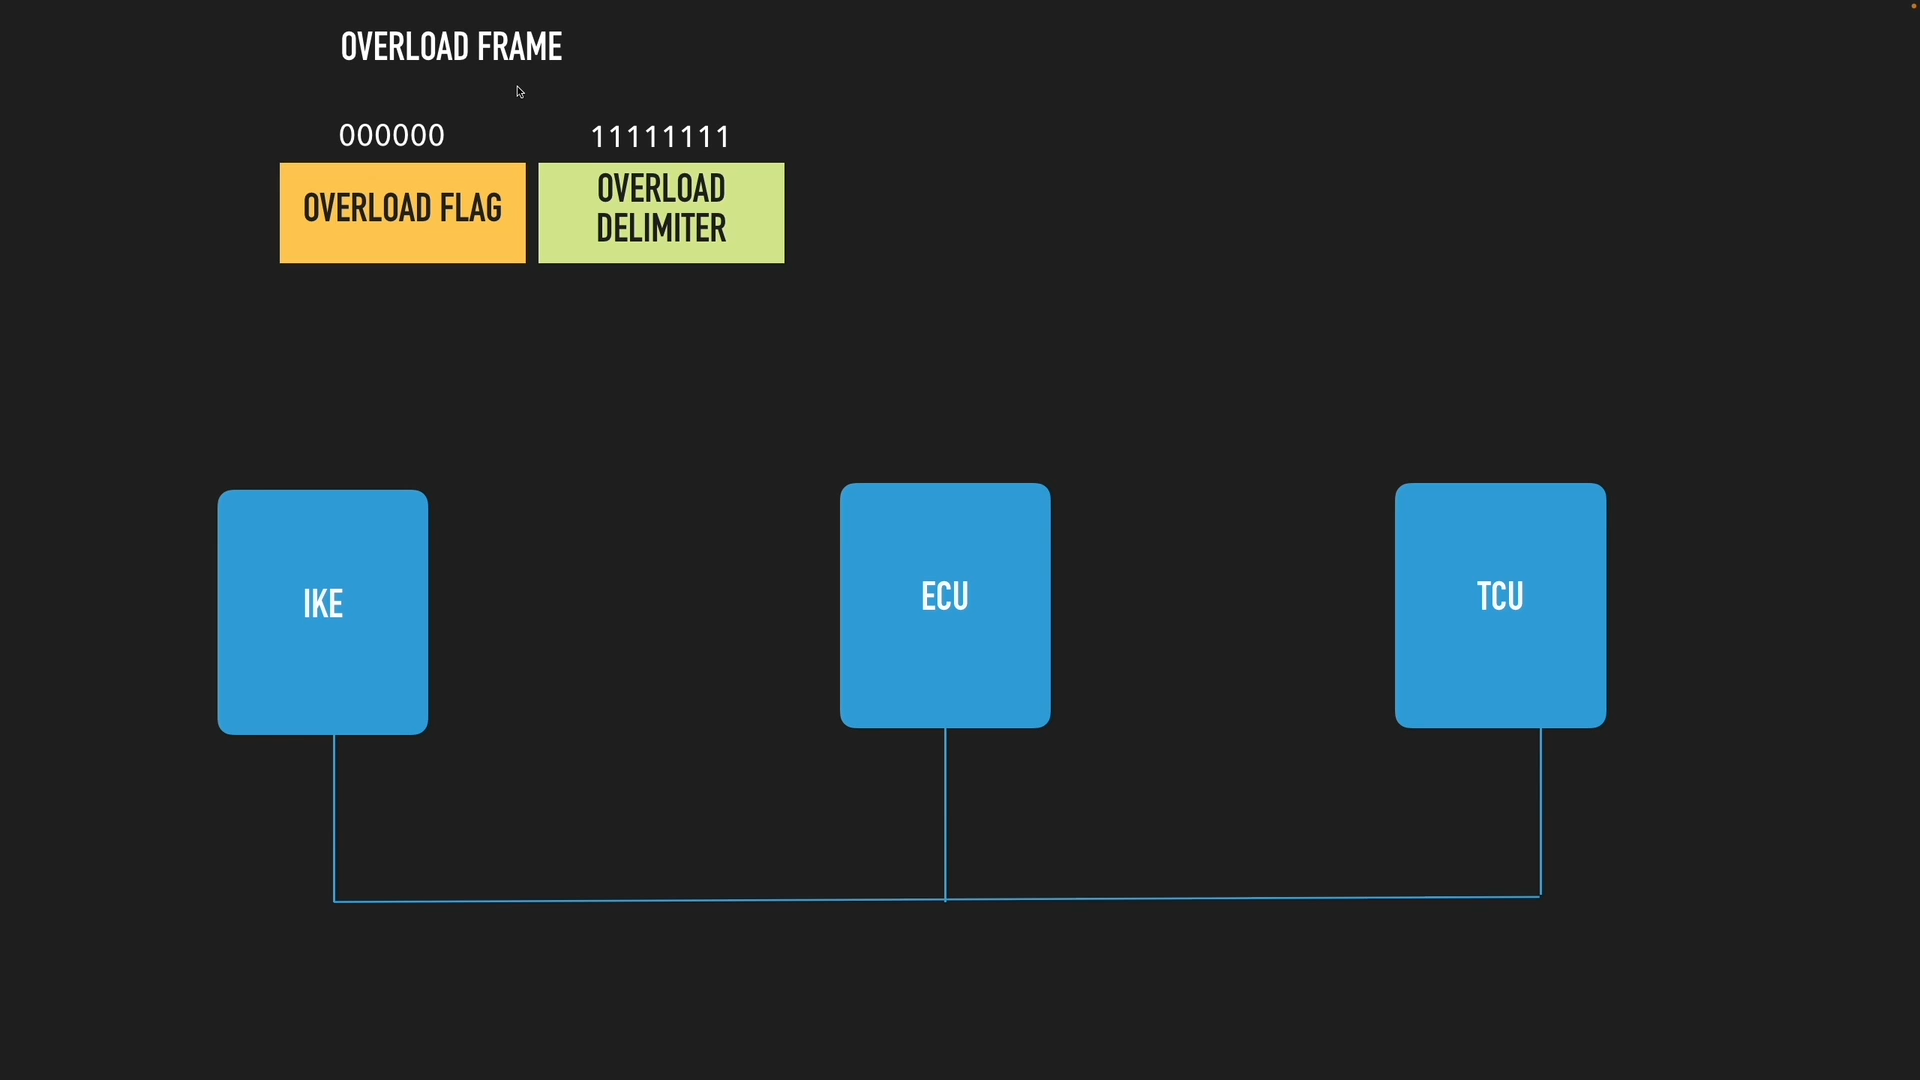 OVERLOAD FRAME
000000
11111111
OVERLOAD FLAG
OVERLOAD
DELIMITER
IKE
ECU
TCU